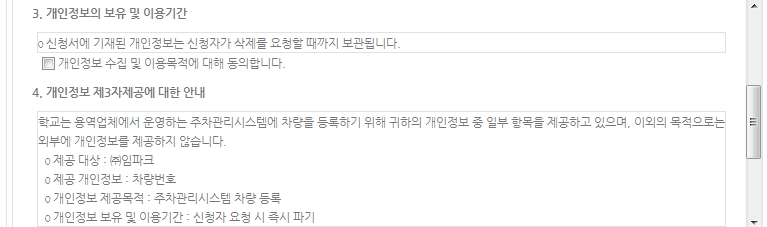 3. 개인정보의 보유 및 이용기간
o 신청서에 기재된 개인정보는 신청자가 삭제를 요청할 때까지 보관됩니다.
개인정보 수집 및 이용목적에 대해 동의합니다.
4. 개인정보 제3자제공에 대한 안내
학교는 용역업체에서 운영하는 주차관리시스템에 차량을 등록하기 위해 귀하의 개인정보 중 일부 항목을 제공하고 있으며, 이외의 목적으로는
외부에 개인정보를 제공하지 않습니다.
o 제공 대상 : ㈜임파크
o 제공 개인정보 : 차량번호
o 개인정보 제공목적 : 주차관리시스템 차량 등록
o 개인정보 보유 및 이용기간 : 신청자 요청 시 즉시 파기